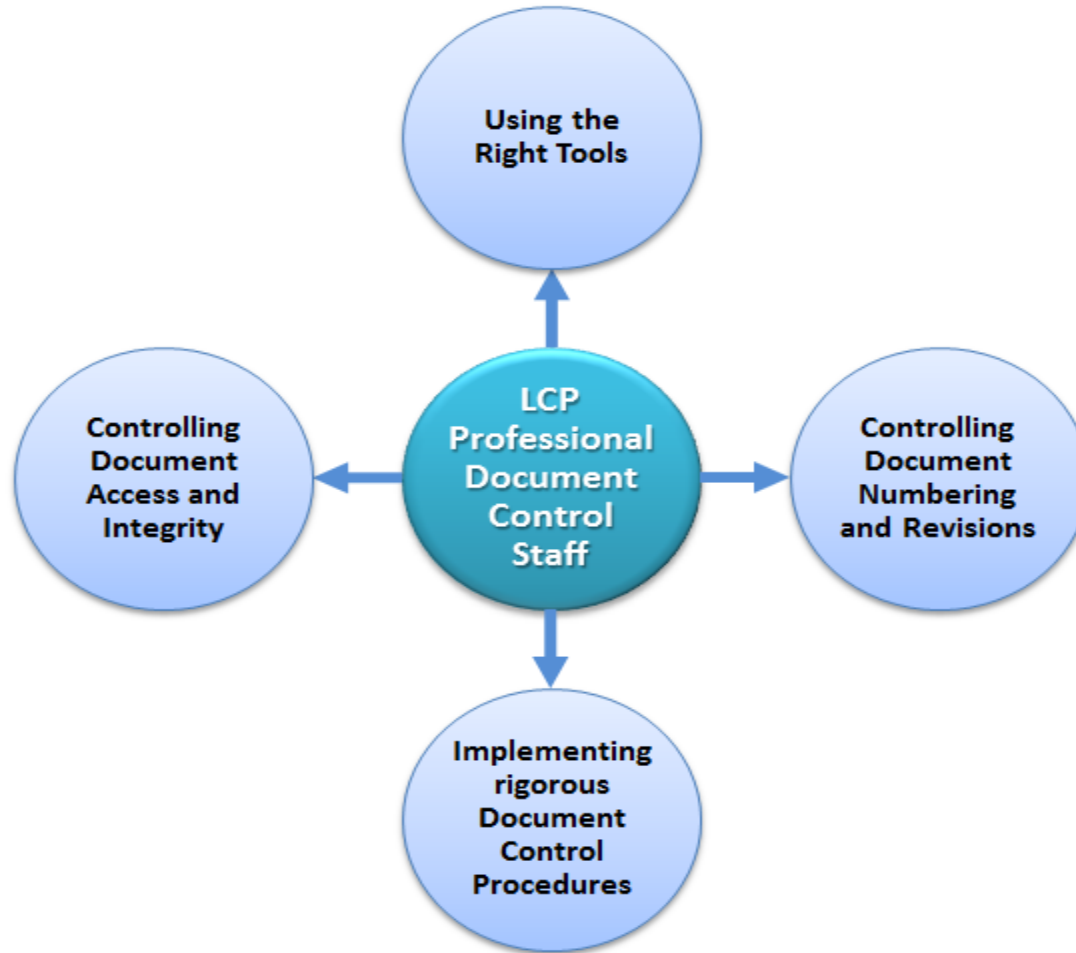 Using the
Right Tools
LCP
Professional
Document
Control
Staff
Controlling
Document
Access and
Integrity
Controlling
Document
Numbering
and Revisions
Implementing
rigorous
Document
Control
Procedures